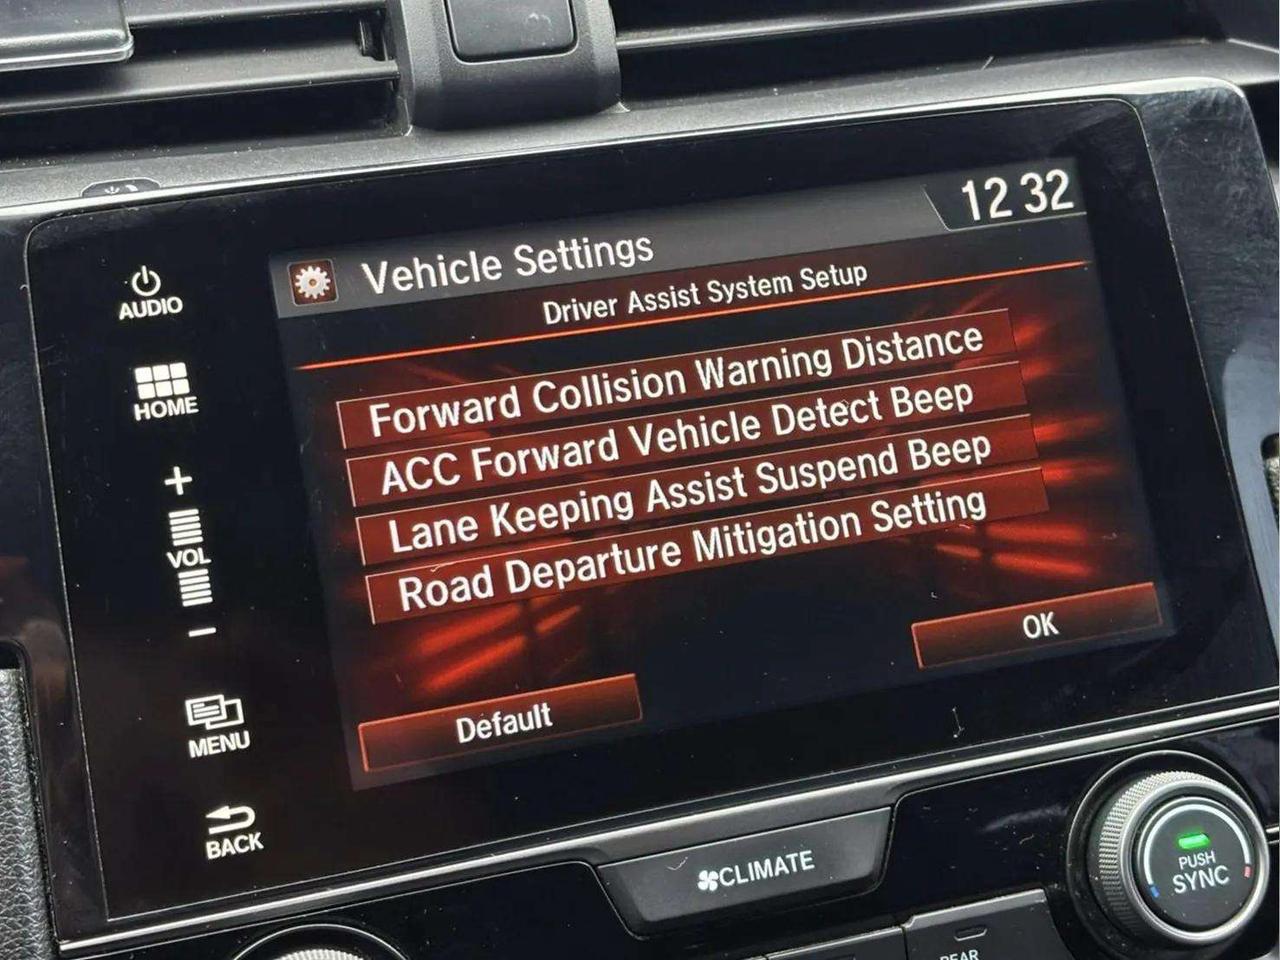 12 32
Vehicle Settings
Driver Assist System Setup
Forward Collision Warning Distance
ACC Forward Vehicle Detect Beep
Lane Keeping Assist Suspend Beep
Road Departure Mitigation Setting
OK
Default
AUDIO
HOME
+
VOL
−
MENU
BACK
CLIMATE
PUSH
SYNC
REAR